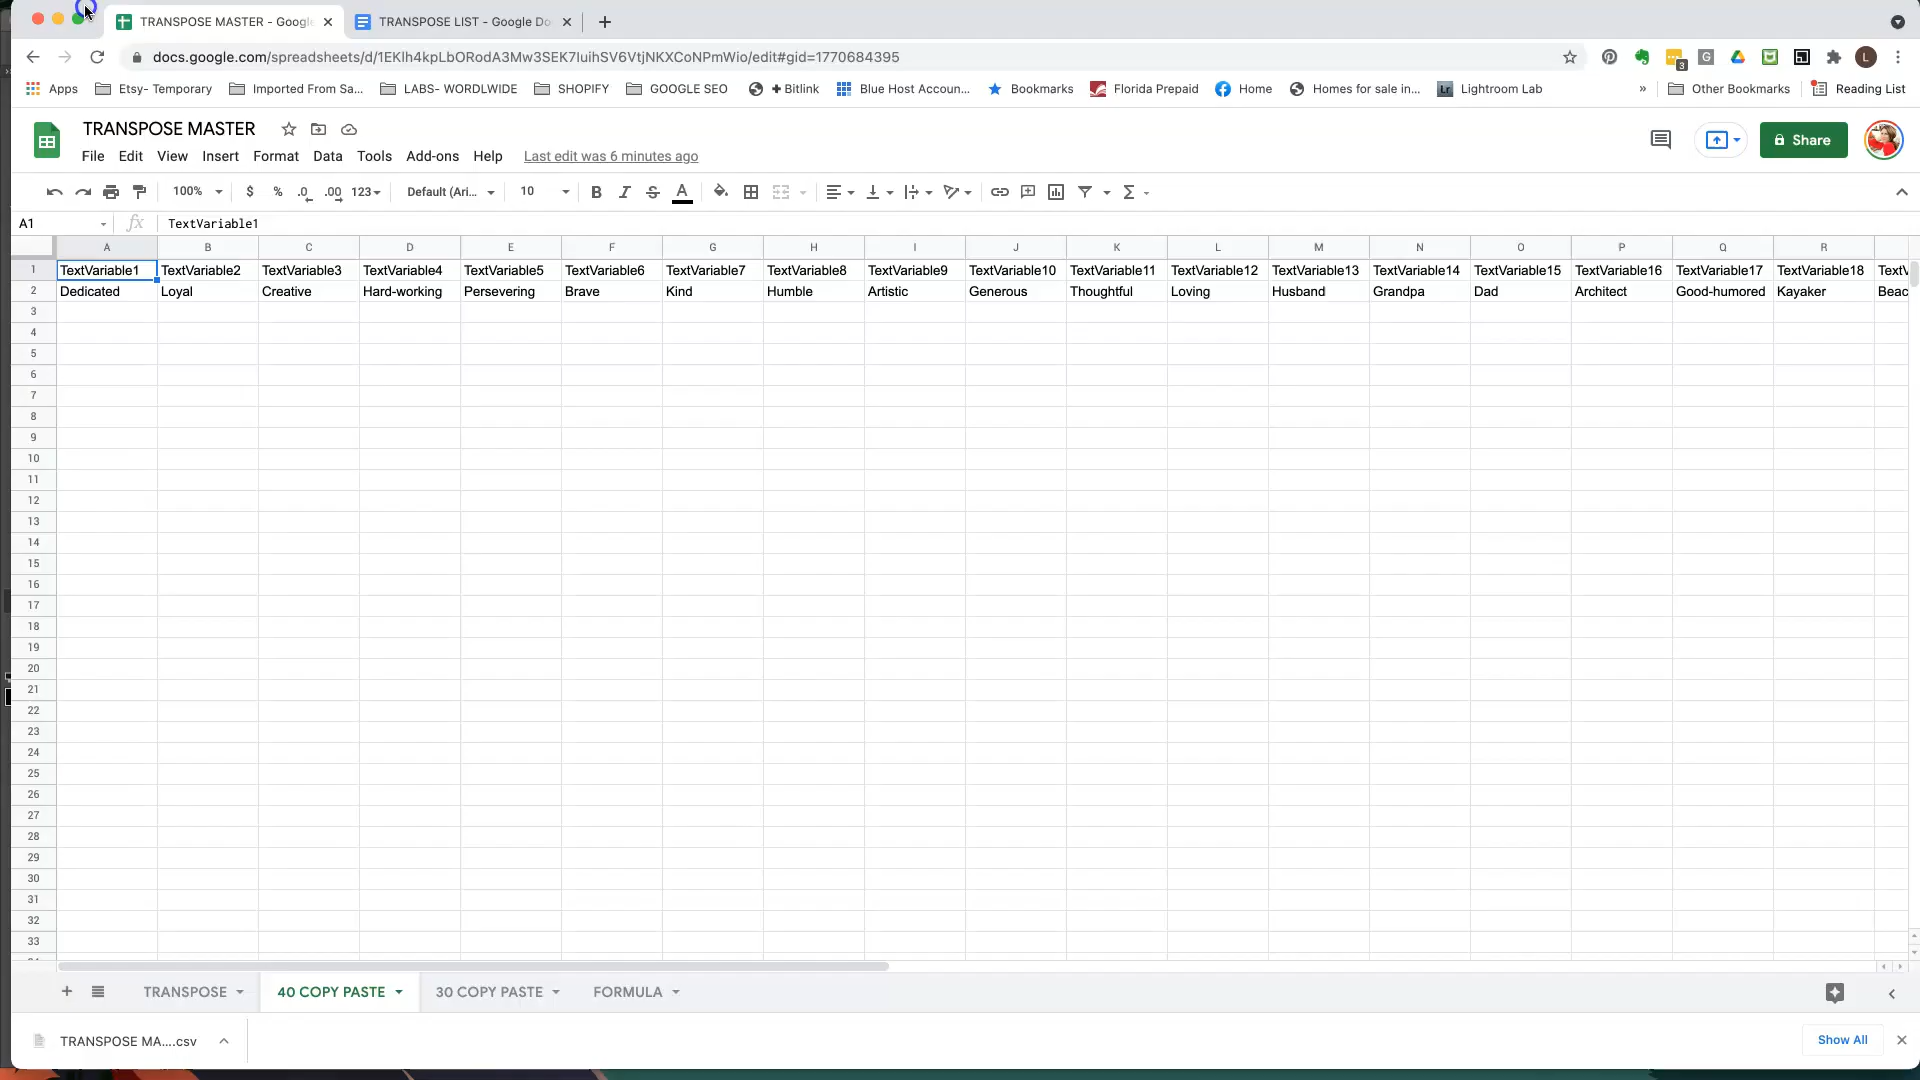 TRANSPOSE MASTER - Google
TRANSPOSE LIST - Google Do
docs.google.com/spreadsheets/d/1EKlh4kpLbORodA3Mw3SEK7IuihSV6VtjNKXCoNPmWio/edit#gid=1770684395
3
G
L
Apps
Etsy- Temporary
Imported From Sa...
LABS- WORDLWIDE
SHOPIFY
GOOGLE SEO
+ Bitlink
Blue Host Accoun...
Bookmarks
Florida Prepaid
Home
Homes for sale in...
Lr
Lightroom Lab
»
Other Bookmarks
Reading List
TRANSPOSE MASTER
File Edit View Insert Format Data Tools Add-ons Help Last edit was 6 minutes ago
Share
100% $ % .0 .00 123 Default (Ari... 10 B I S A Σ
A1 fx TextVariable1
A B C D E F G H I J K L M N O P Q R
1 TextVariable1 TextVariable2 TextVariable3 TextVariable4 TextVariable5 TextVariable6 TextVariable7 TextVariable8 TextVariable9 TextVariable10 TextVariable11 TextVariable12 TextVariable13 TextVariable14 TextVariable15 TextVariable16 TextVariable17 TextVariable18 TextV
2 Dedicated Loyal Creative Hard-working Persevering Brave Kind Humble Artistic Generous Thoughtful Loving Husband Grandpa Dad Architect Good-humored Kayaker Beac
3
4
5
6
7
8
9
10
11
12
13
14
15
16
17
18
19
20
21
22
23
24
25
26
27
28
29
30
31
32
33
TRANSPOSE 40 COPY PASTE 30 COPY PASTE FORMULA
TRANSPOSE MA....csv
Show All